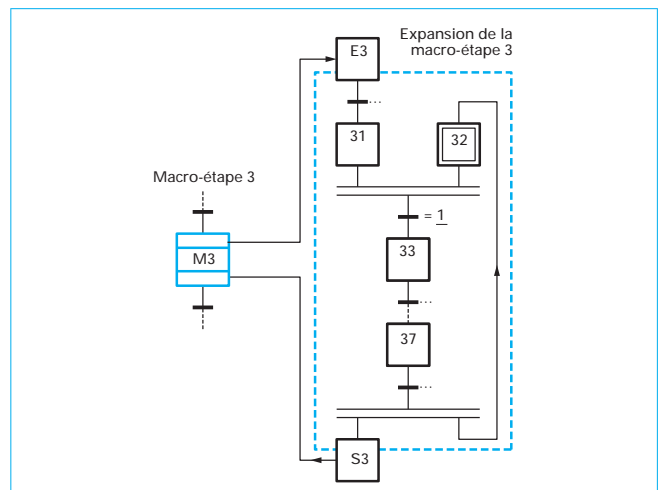 Expansion de la
macro-étape 3
E3
...
31
32
Macro-étape 3
= 1
M3
33
...
37
...
S3